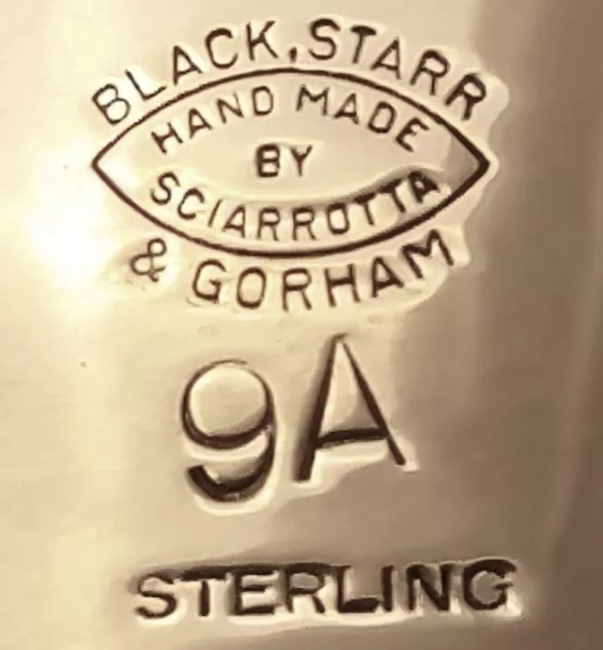 BLACK, STARR
HAND MADE
BY
SCIARROTTA
& GORHAM
9A
STERLING